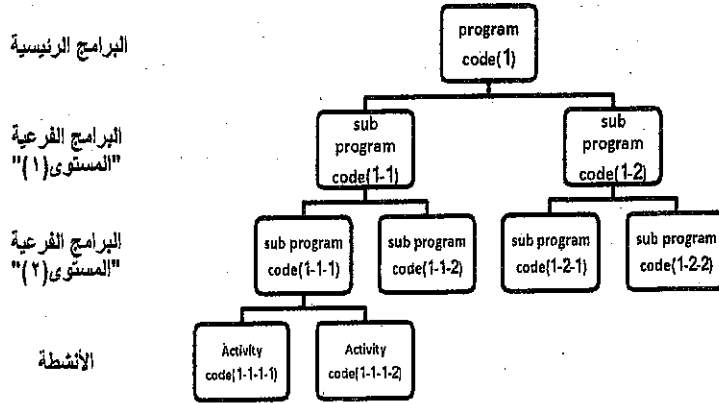 البرامج الرئيسية
program
code(1)
البرامج الفرعية
"المستوى(١)"
sub
program
code(1-1)
sub
program
code(1-2)
البرامج الفرعية
"المستوى(٢)"
sub program
code(1-1-1)
sub program
code(1-1-2)
sub program
code(1-2-1)
sub program
code(1-2-2)
الأنشطة
Activity
code(1-1-1-1)
Activity
code(1-1-1-2)